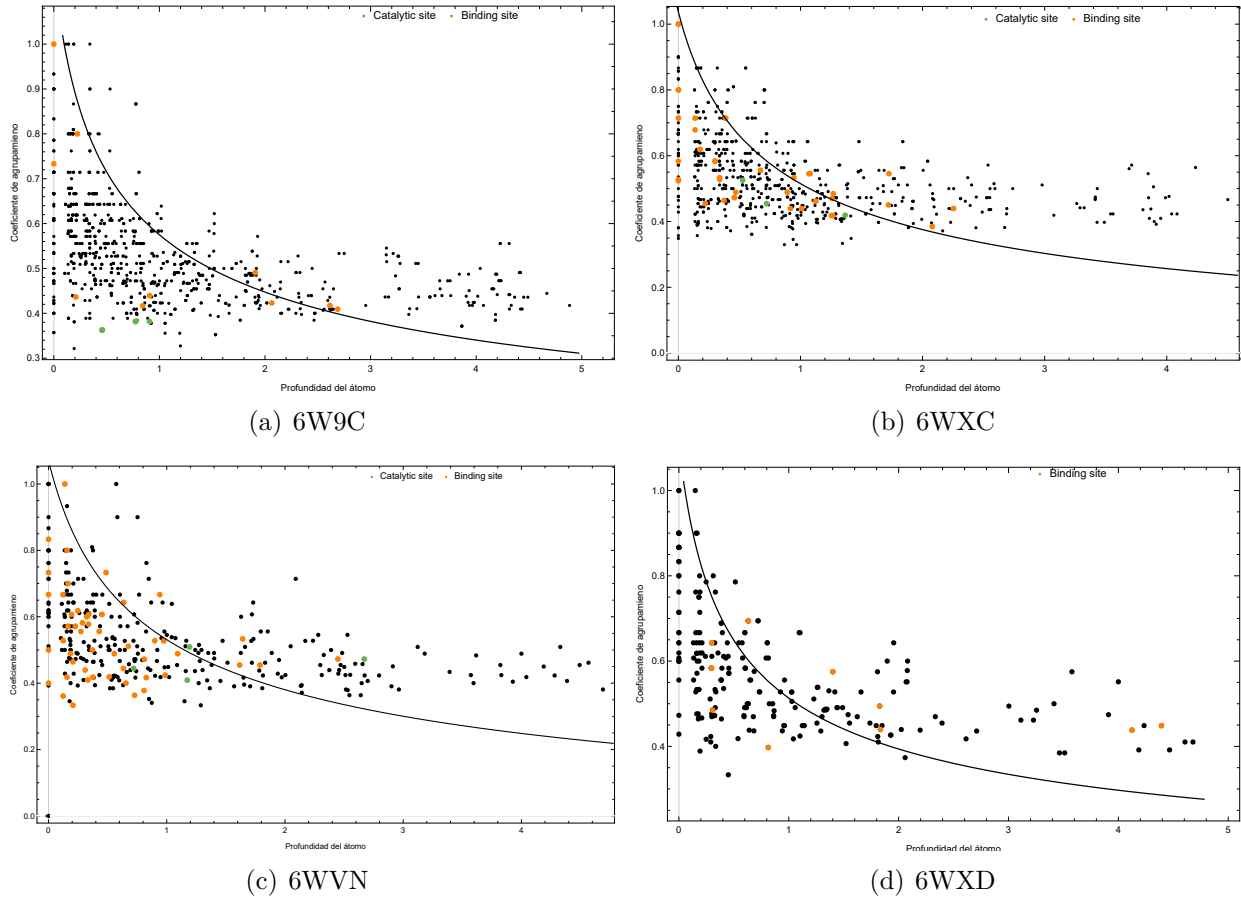 Catalytic site Binding site
1.0
0.9
0.8
0.7
0.6
0.5
0.4
0.3
Coeficiente de agrupamieno
0 1 2 3 4 5
Profundidad del átomo
(a) 6W9C
Catalytic site Binding site
1.0
0.8
0.6
0.4
0.2
0.0
Coeficiente de agrupamieno
0 1 2 3 4
Profundidad del átomo
(b) 6WXC
Catalytic site Binding site
1.0
0.8
0.6
0.4
0.2
0.0
Coeficiente de agrupamieno
0 1 2 3 4
Profundidad del átomo
(c) 6WVN
Binding site
1.0
0.8
0.6
0.4
Coeficiente de agrupamieno
0 1 2 3 4 5
Profundidad del átomo
(d) 6WXD